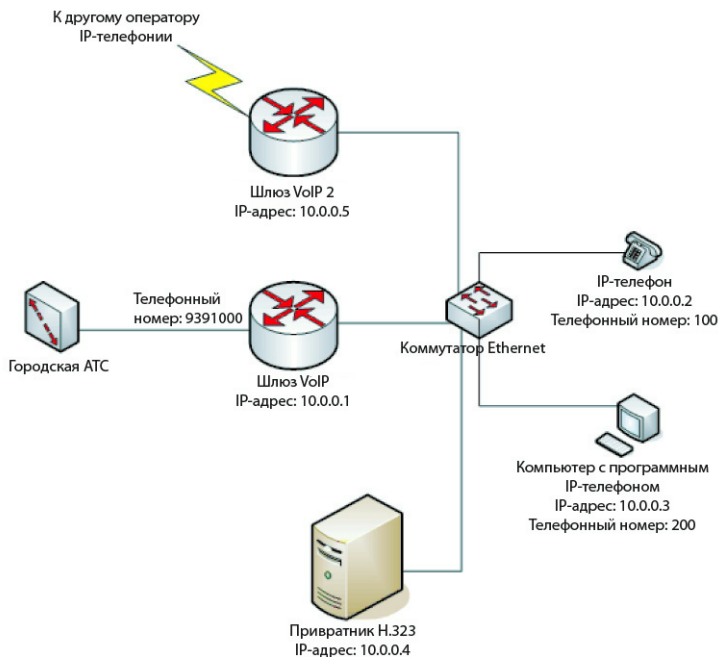 К другому оператору
IP-телефонии
Шлюз VoIP 2
IP-адрес: 10.0.0.5
IP-телефон
IP-адрес: 10.0.0.2
Телефонный номер: 100
Телефонный
номер: 9391000
Коммутатор Ethernet
Городская АТС
Шлюз VoIP
IP-адрес: 10.0.0.1
Компьютер с программным
IP-телефоном
IP-адрес: 10.0.0.3
Телефонный номер: 200
Привратник Н.323
IP-адрес: 10.0.0.4